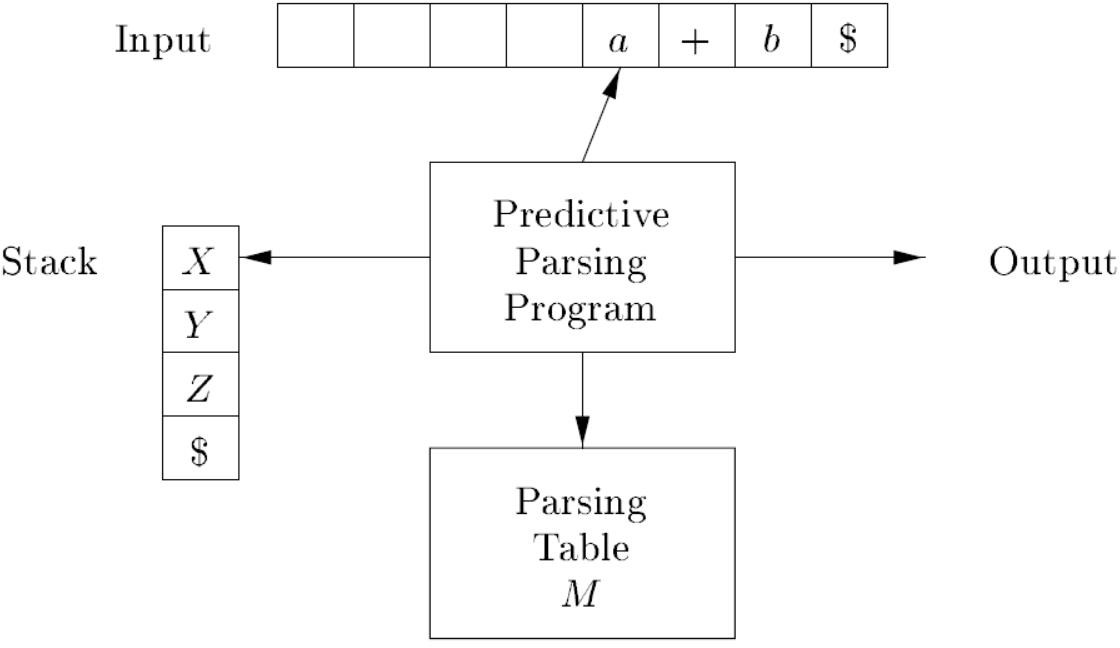 Input a + b $
Predictive
Parsing
Program
Stack
X
Y
Z
$
Output
Parsing
Table
M